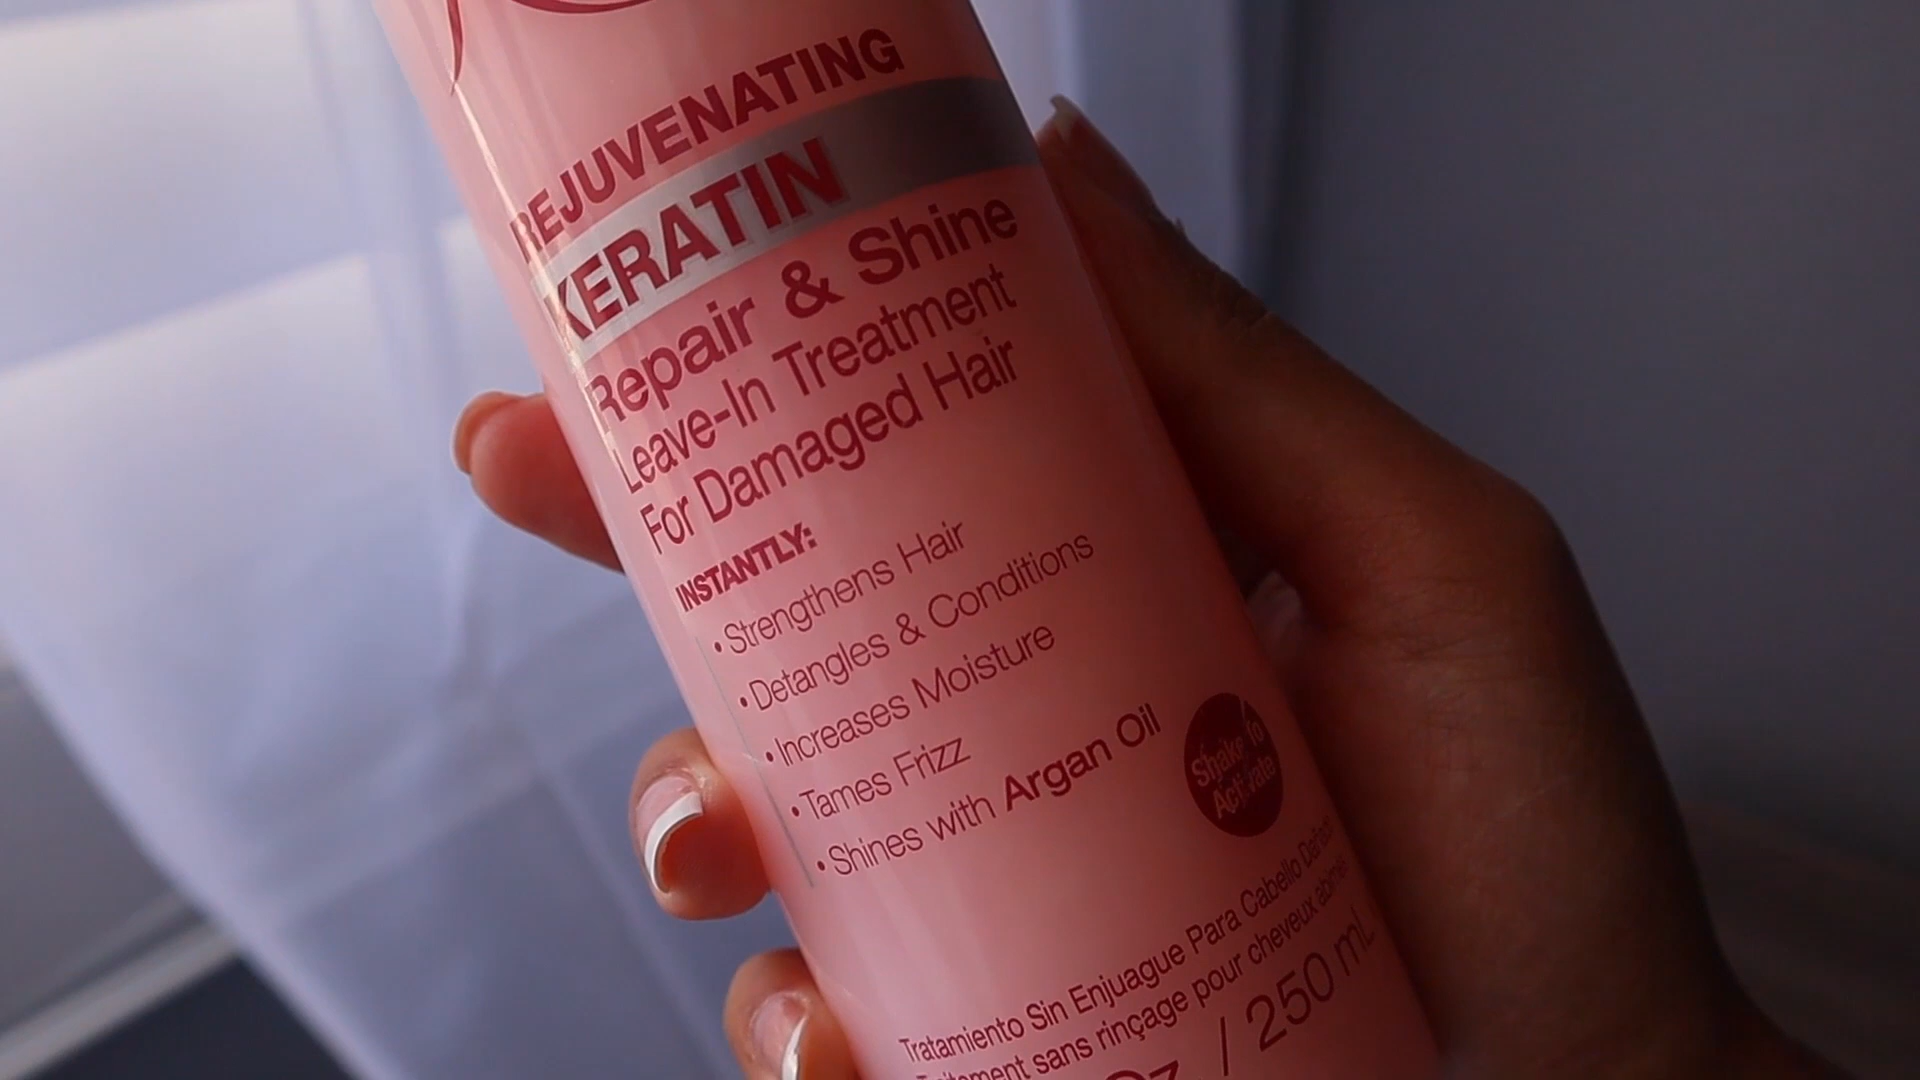 REJUVENATING
KERATIN
Repair & Shine
Leave-In Treatment
For Damaged Hair
INSTANTLY:
• Strengthens Hair
• Detangles & Conditions
• Increases Moisture
• Tames Frizz
• Shines with Argan Oil
Shake To
Activate
Tratamiento Sin Enjuague Para Cabello
sans rinçage pour cheveux
Oz / 250 mL